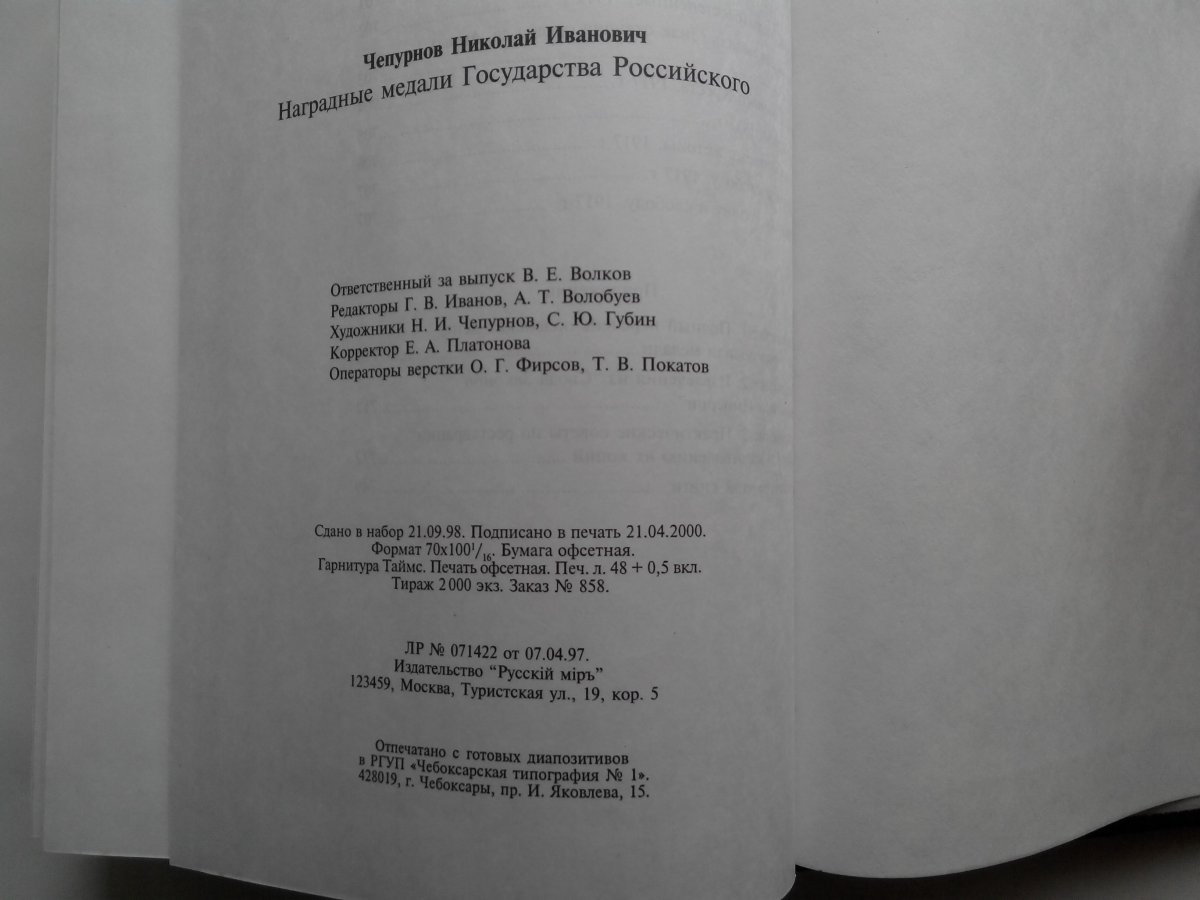 Чепурнов Николай Иванович
Наградные медали Государства Российского
Ответственный за выпуск В. Е. Волков
Редакторы Г. В. Иванов, А. Т. Волобуев
Художники Н. И. Чепурнов, С. Ю. Губин
Корректор Е. А. Платонова
Операторы верстки О. Г. Фирсов, Т. В. Покатов
Сдано в набор 21.09.98. Подписано в печать 21.04.2000.
Формат 70х100¹/₁₆. Бумага офсетная.
Гарнитура Таймс. Печать офсетная. Печ. л. 48 + 0,5 вкл.
Тираж 2 000 экз. Заказ № 858.
ЛР № 071422 от 07.04.97.
Издательство “Русскій міръ”
123459, Москва, Туристская ул., 19, кор. 5
Отпечатано с готовых диапозитивов
в РГУП «Чебоксарская типография № 1».
428019, г. Чебоксары, пр. И. Яковлева, 15.